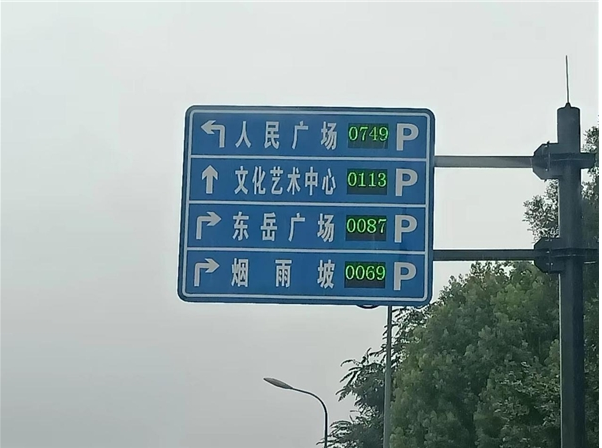 人民广场 0749 P
文化艺术中心 0113 P
东岳广场 0087 P
烟雨坡 0069 P